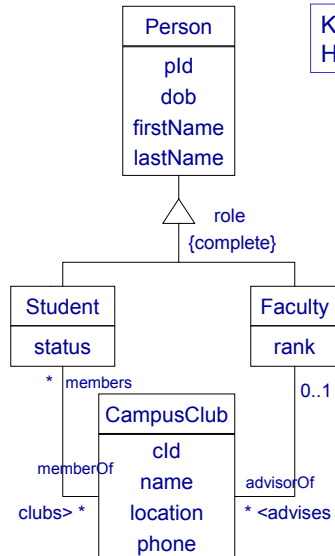 Person
pId
dob
firstName
lastName
K
H
role
{complete}
Student
status
Faculty
rank
* members
0..1
CampusClub
cId
name
location
phone
memberOf
clubs> *
advisorOf
* <advises